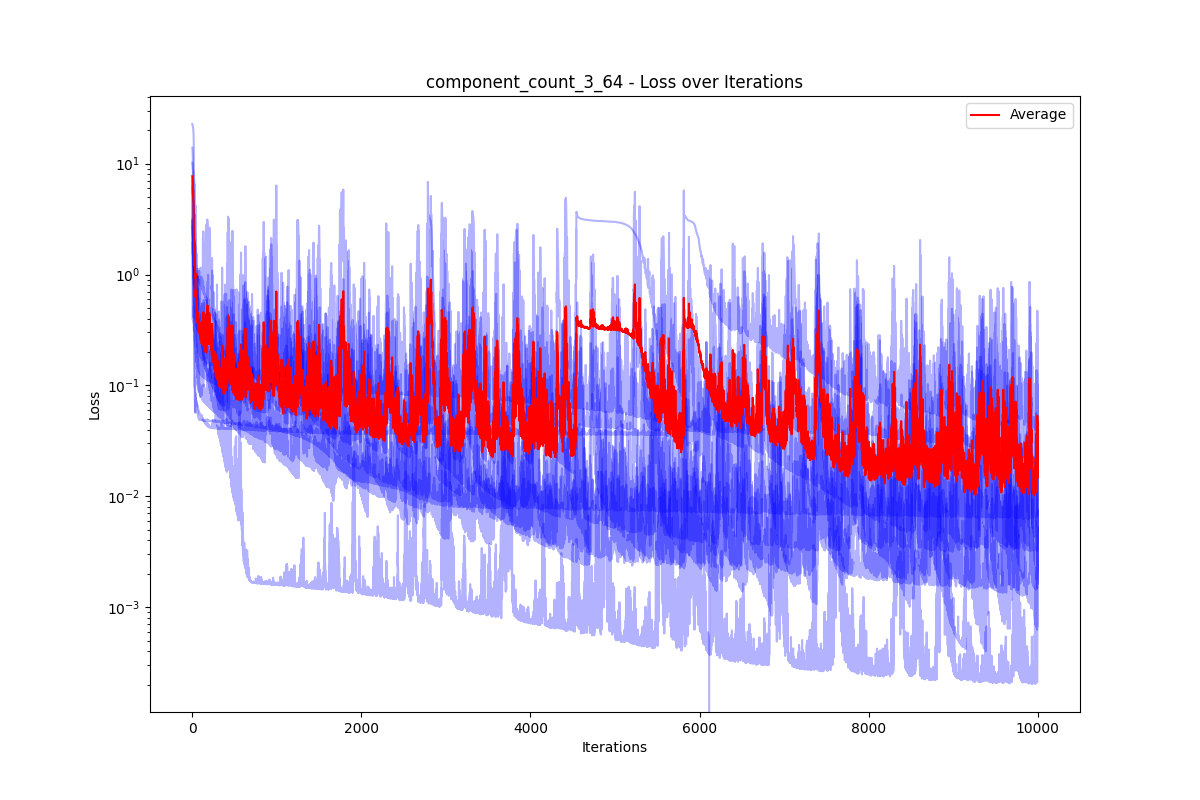 component_count_3_64 - Loss over Iterations
Average
10¹
10⁰
10⁻¹
10⁻²
10⁻³
Loss
0 2000 4000 6000 8000 10000
Iterations